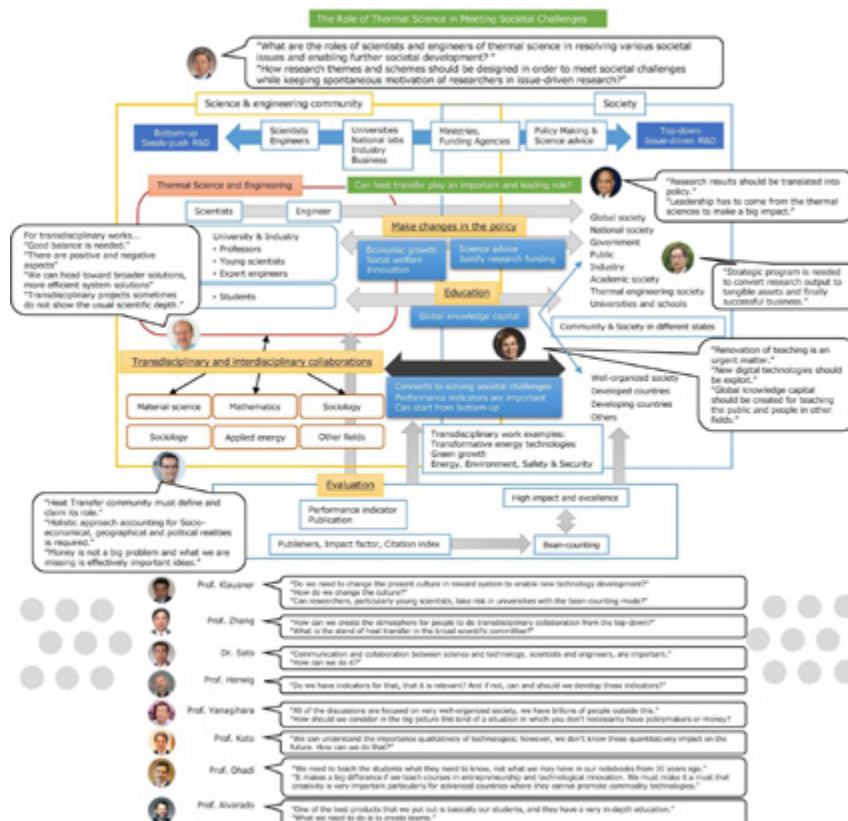 The Role of Thermal Science in Meeting Societal Challenges
"What are the roles of scientists and engineers of thermal science in resolving various societal
issues and enabling further societal development? "
"How research themes and schemes should be designed in order to meet societal challenges
while keeping spontaneous motivation of researchers in issue-driven research?"
Science & engineering community
Society
Bottom-up
Seeds-push R&D
Scientists
Engineers
Universities
National labs
Industry
Business
Ministries,
Funding Agencies
Policy Making &
Science advice
Top-down
Issue-driven R&D
Thermal Science and Engineering
Can heat transfer play an important and leading role?
"Research results should be translated into
policy."
"Leadership has to come from the thermal
sciences to make a big impact.
Scientists
Engineer
Make changes in the policy
Economic growth
Social welfare
Innovation
Science advice
Justify research funding
University & Industry
• Professors
• Young scientists
• Expert engineers
• Students
For transdisciplinary works...
"Good balance is needed."
"There are positive and negative
aspects"
"We can head toward broader solutions,
more efficient system solutions"
"Transdisciplinary projects sometimes
do not show the usual scientific depth."
Global society
National society
Government
Public
Industry
Academic society
Thermal engineering society
Universities and schools
"Strategic program is needed
to convert research output to
tangible assets and finally
successful business."
Education
Global knowledge capital
Community & Society in different states
Transdisciplinary and interdisciplinary collaborations
Material science
Mathematics
Sociology
Sociology
Applied energy
Other fields
Connects to solving societal challenges
Performance indicators are important
Can start from bottom-up
Well-organized society
Developed countries
Developing countries
Others
"Renovation of teaching is an
urgent matter."
"New digital technologies should
be exploit."
"Global knowledge capital
should be created for teaching
the public and people in other
fields."
Transdisciplinary work examples:
Transformative energy technologies
Green growth
Energy, Environment, Safety & Security
Evaluation
Performance indicator
Publication
High impact and excellence
Publishers, Impact factor, Citation index
Bean-counting
"Heat Transfer community must define and
claim its role."
"Holistic approach accounting for Socio-
economical, geographical and political realities
is required."
"Money is not a big problem and what we are
missing is effectively important ideas."
Prof. Klausner
"Do we need to change the present culture in reward system to enable new technology development?"
"How do we change the culture?"
"Can researchers, particularly young scientists, take risk in universities with the bean-counting mode?"
Prof. Zhang
"How can we create the atmosphere for people to do transdisciplinary collaboration from the top-down?"
"What is the stand of heat transfer in the broad scientific committee?"
Dr. Sato
"Communication and collaboration between science and technology, scientists and engineers, are important."
"How can we do it?"
Prof. Herwig
"Do we have indicators for that, that it is relevant? And if not, can and should we develop these indicators?"
Prof. Yanagihara
"All of the discussions are focused on very well-organized society, we have billions of people outside this."
"How should we consider in the big picture this kind of a situation in which you don't necessarily have policymakers or money?
Prof. Kato
"We can understand the importance qualitatively of technologies; however, we don't know these quantitatively impact on the
future. How can we do that?"
Prof. Ohadi
"We need to teach the students what they need to know, not what we may have in our notebooks from 30 years ago."
"It makes a big difference if we teach courses in entrepreneurship and technological innovation. We must make it a must that
creativity is very important particularly for advanced countries where they cannot promote commodity technologies."
Prof. Alvorado
"One of the best products that we put out is basically our students, and they have a very in-depth education."
"What we need to do is to create teams."